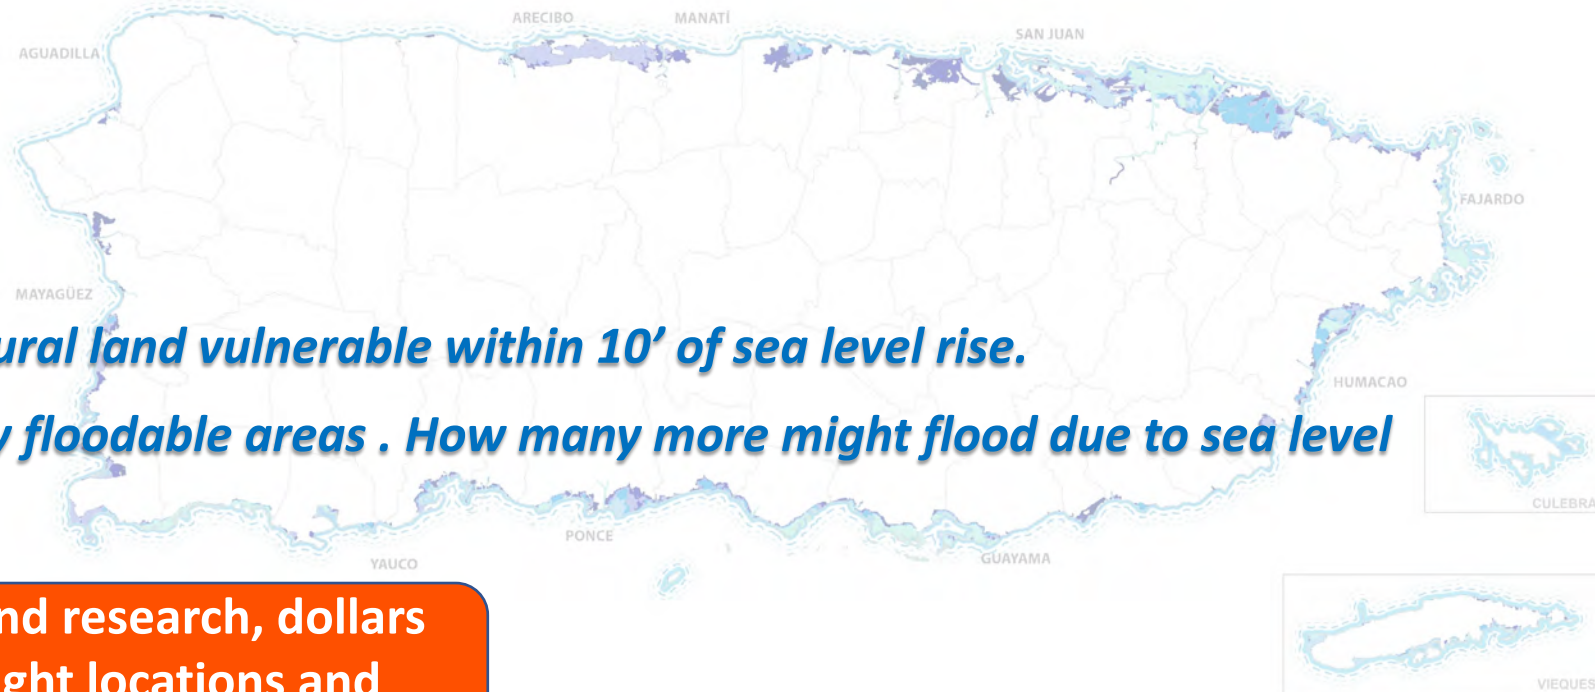 ARECIBO
MANATÍ
SAN JUAN
AGUADILLA
FAJARDO
MAYAGÜEZ
ural land vulnerable within 10’ of sea level rise.
HUMACAO
y floodable areas . How many more might flood due to sea level
CULEBRA
PONCE
GUAYAMA
YAUCO
nd research, dollars
ght locations and
VIEQUES